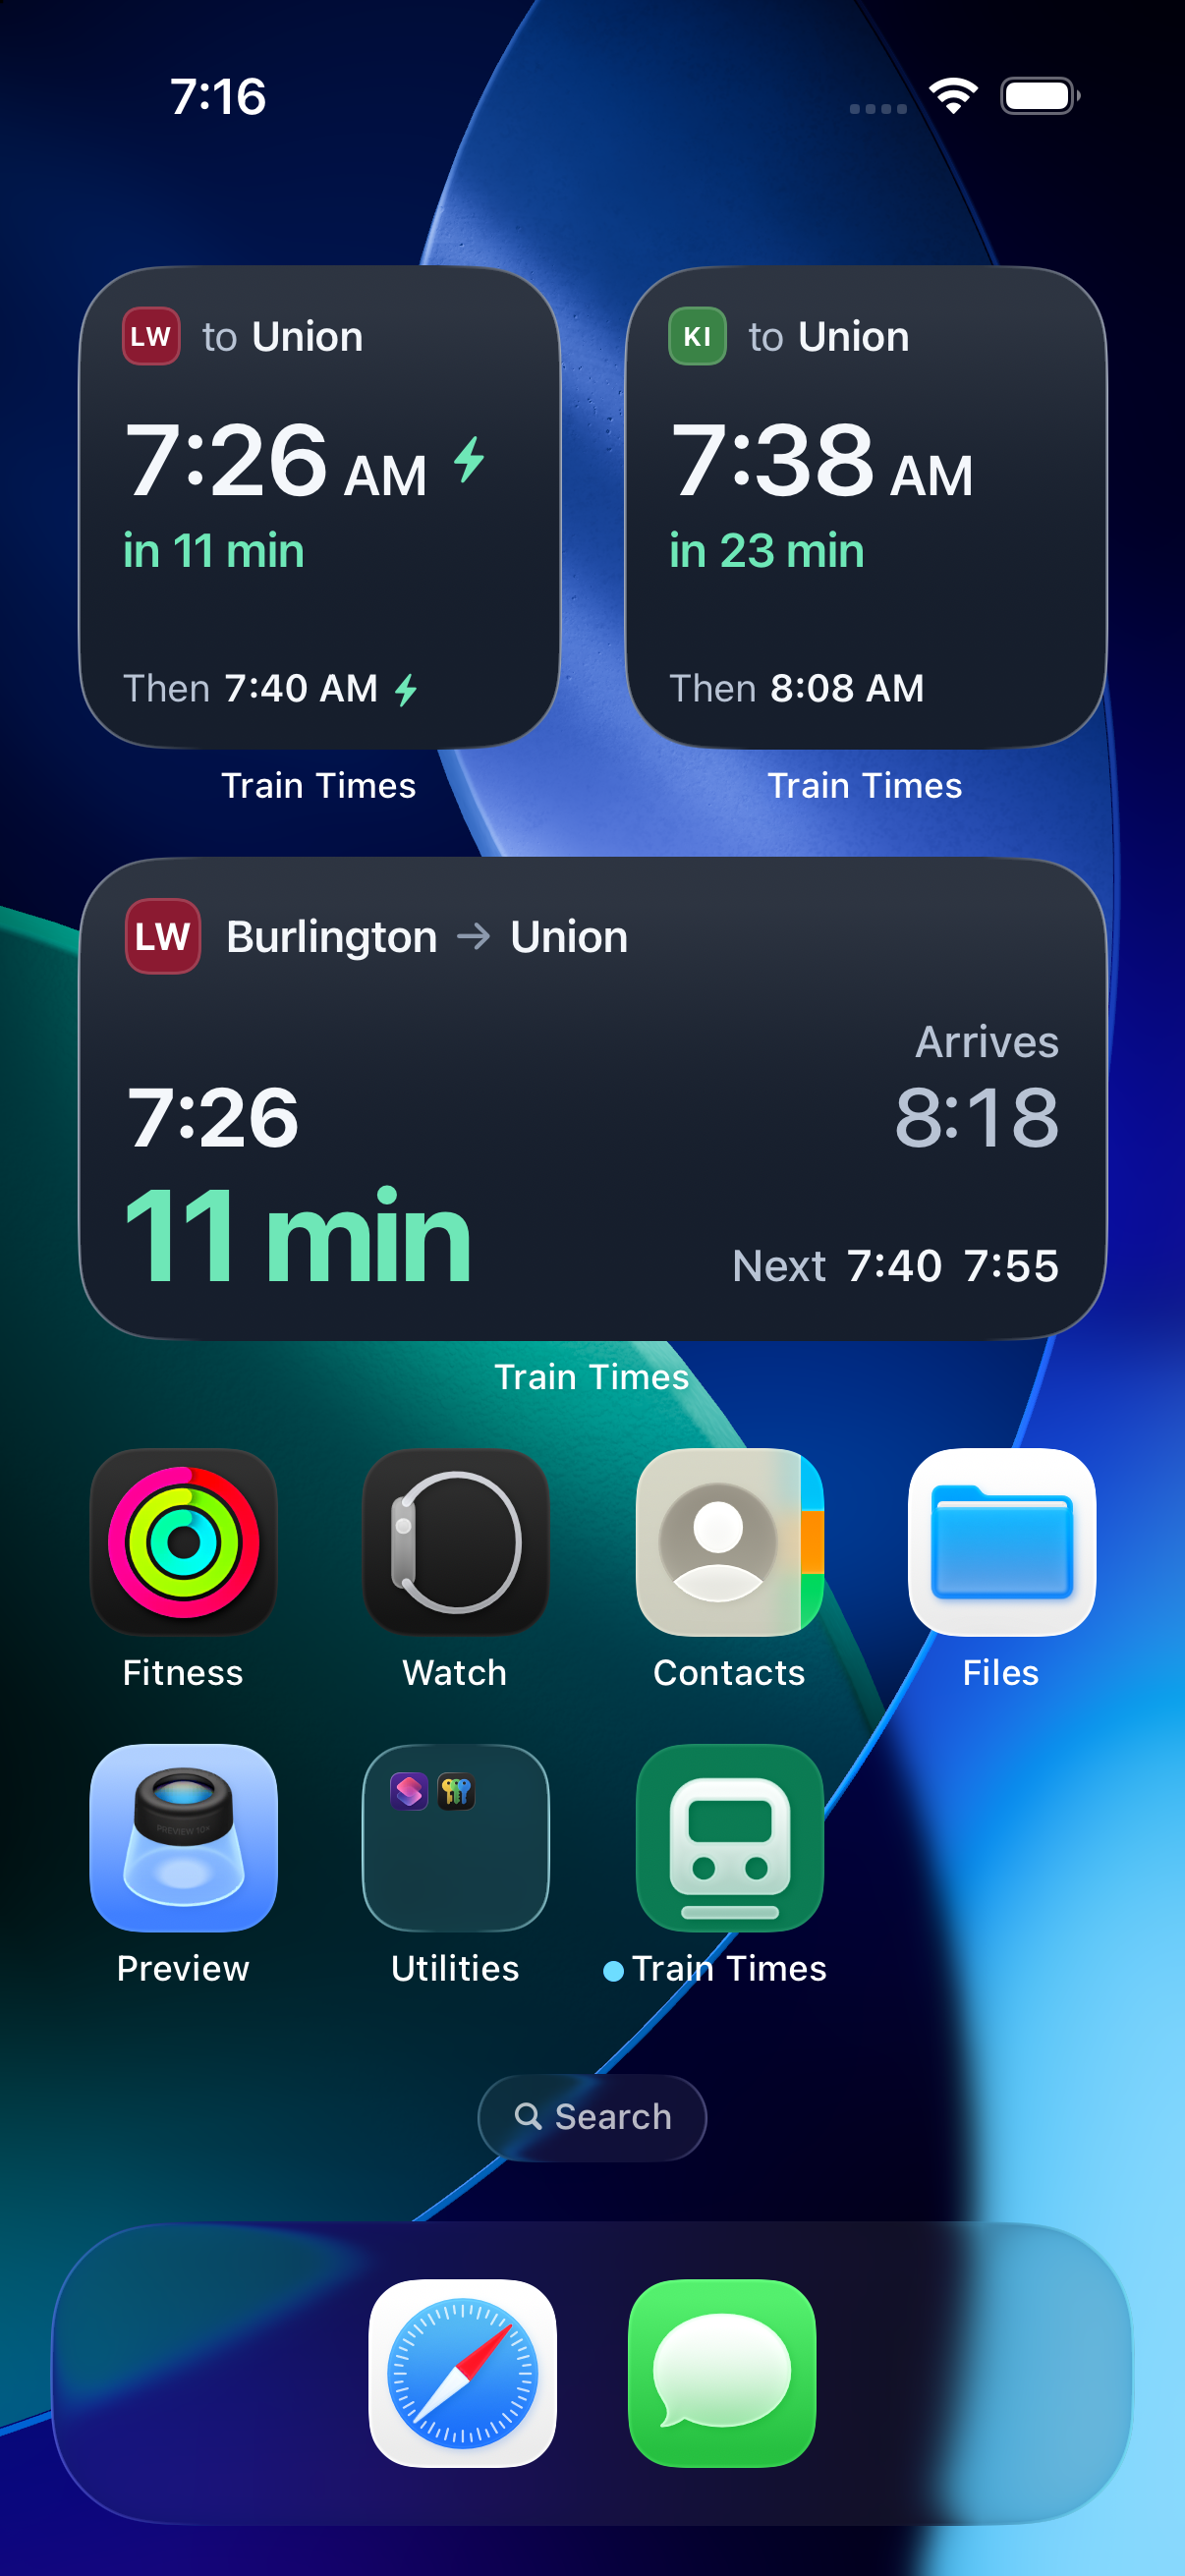 7:16
LW to Union
7:26 AM
in 11 min
Then 7:40 AM
Train Times
KI to Union
7:38 AM
in 23 min
Then 8:08 AM
Train Times
LW Burlington → Union
Arrives
7:26 8:18
11 min
Next 7:40 7:55
Train Times
Fitness Watch Contacts Files
PREVIEW 10×
Preview Utilities Train Times
Search